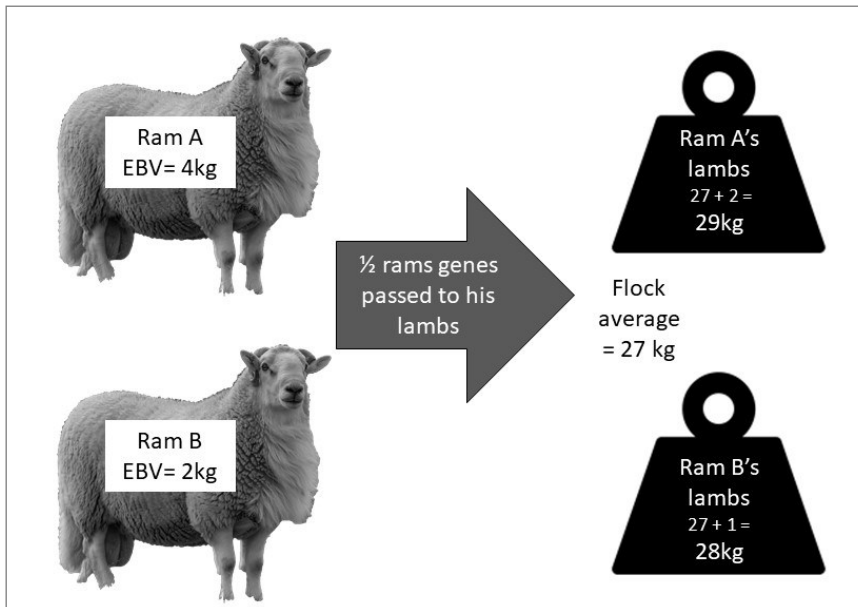 Ram A
EBV= 4kg
Ram A's
lambs
27 + 2 =
29kg
½ rams genes
passed to his
lambs
Flock
average
= 27 kg
Ram B
EBV= 2kg
Ram B's
lambs
27 + 1 =
28kg